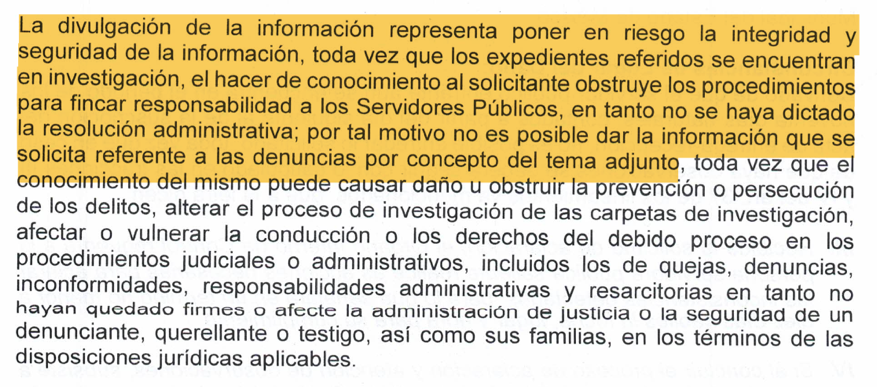 La divulgación de la información representa poner en riesgo la integridad y
seguridad de la información, toda vez que los expedientes referidos se encuentran
en investigación, el hacer de conocimiento al solicitante obstruye los procedimientos
para fincar responsabilidad a los Servidores Públicos, en tanto no se haya dictado
la resolución administrativa; por tal motivo no es posible dar la información que se
solicita referente a las denuncias por concepto del tema adjunto, toda vez que el
conocimiento del mismo puede causar daño u obstruir la prevención o persecución
de los delitos, alterar el proceso de investigación de las carpetas de investigación,
afectar o vulnerar la conducción o los derechos del debido proceso en los
procedimientos judiciales o administrativos, incluidos los de quejas, denuncias,
inconformidades, responsabilidades administrativas y resarcitorias en tanto no
hayan quedado firmes o afecte la administración de justicia o la seguridad de un
denunciante, querellante o testigo, así como sus familias, en los términos de las
disposiciones jurídicas aplicables.